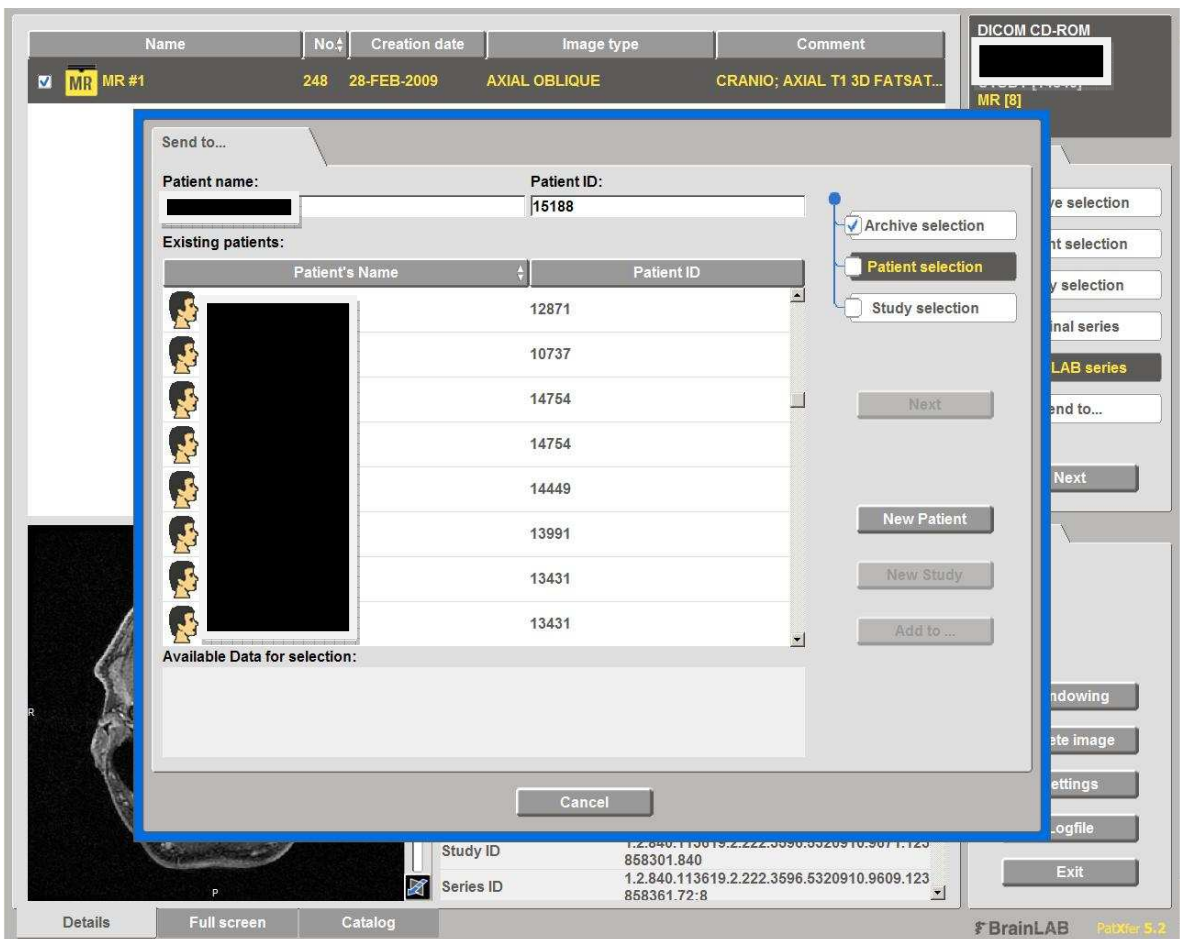 Name No. Creation date Image type Comment
MR MR #1 248 28-FEB-2009 AXIAL OBLIQUE CRANIO; AXIAL T1 3D FATSAT...
DICOM CD-ROM
MR [8]
Send to...
Patient name: Patient ID:
15188
Existing patients:
Patient's Name Patient ID
12871
10737
14754
14754
14449
13991
13431
13431
Available Data for selection:
Archive selection
Patient selection
Study selection
Next
New Patient
New Study
Add to ...
Cancel
ve selection
nt selection
y selection
inal series
LAB series
end to...
Next
ndowing
ete image
ettings
Logfile
Exit
R
P
Study ID
858301.840
Series ID 1.2.840.113619.2.222.3596.5320910.9609.123
858361.72:8
Details Full screen Catalog
BrainLAB PatXfer 5.2